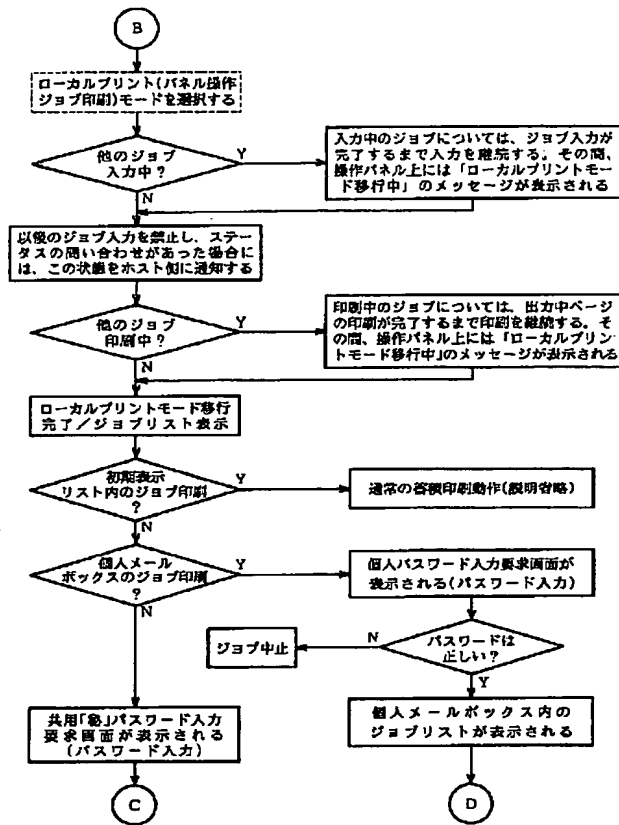 B
ローカルプリント(パネル操作
ジョブ印刷)モードを選択する
他のジョブ
入力中?
Y
N
入力中のジョブについては、ジョブ入力が
完了するまで入力を継続する。その間、
操作パネル上には「ローカルプリントモー
ド移行中」のメッセージが表示される
以後のジョブ入力を禁止し、ステー
タスの問い合わせがあった場合に
は、この状態をホスト側に通知する
他のジョブ
印刷中?
Y
N
印刷中のジョブについては、出力中ページ
の印刷が完了するまで印刷を継続する。そ
の間、操作パネル上には「ローカルプリン
トモード移行中」のメッセージが表示される
ローカルプリントモード移行
完了/ジョブリスト表示
初期表示
リスト内のジョブ印刷
?
Y
N
通常の蓄積印刷動作(説明省略)
個人メール
ボックスのジョブ印刷
?
Y
N
個人パスワード入力要求画面が
表示される(パスワード入力)
パスワードは
正しい?
N
Y
ジョブ中止
共用「秘」パスワード入力
要求画面が表示される
(パスワード入力)
個人メールボックス内の
ジョブリストが表示される
C
D